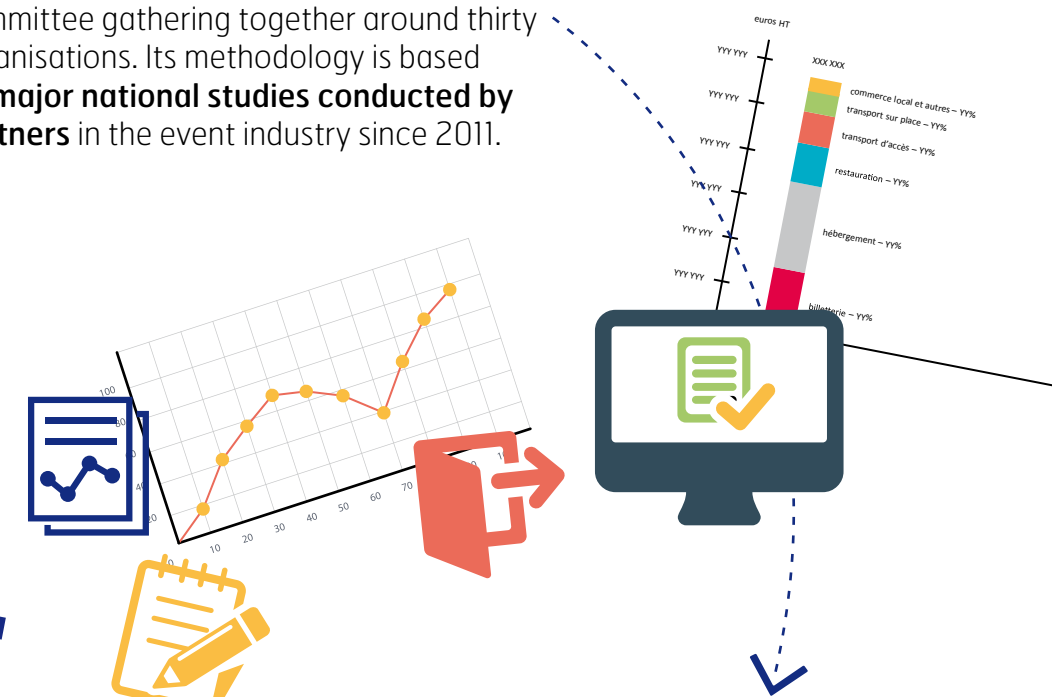 mmittee gathering together around thirty
anisations. Its methodology is based
major national studies conducted by
tners in the event industry since 2011.
euros HT
YYY YYY
YYY YYY
YYY YYY
YYY YYY
YYY YYY
YYY YYY
XXX XXX
commerce local et autres – YY%
transport sur place – YY%
transport d'accès – YY%
restauration – YY%
hébergement – YY%
billetterie – YY%
100
80
40
20
0
10
20
30
40
50
60
70